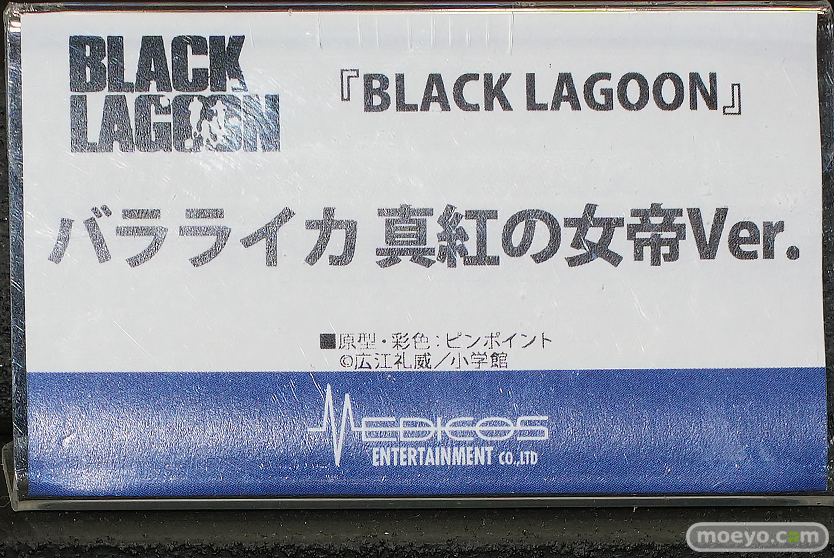 BLACK
LAGOON
『BLACK LAGOON』
バラライカ 真紅の女帝Ver.
■原型・彩色：ピンポイント
©広江礼威／小学館
MEDICOS
ENTERTAINMENT CO.,LTD
moeyo.com